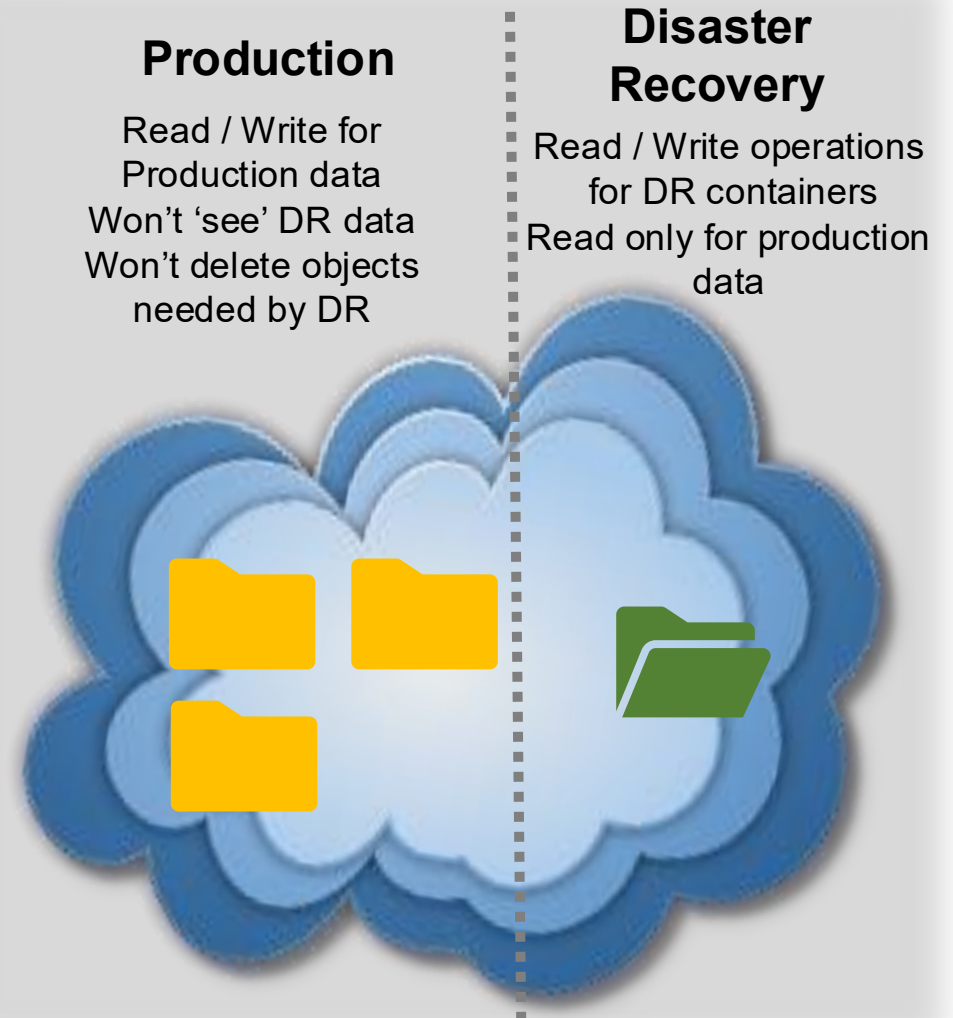 Production
Read / Write for
Production data
Won’t ‘see’ DR data
Won’t delete objects
needed by DR
Disaster
Recovery
Read / Write operations
for DR containers
Read only for production
data